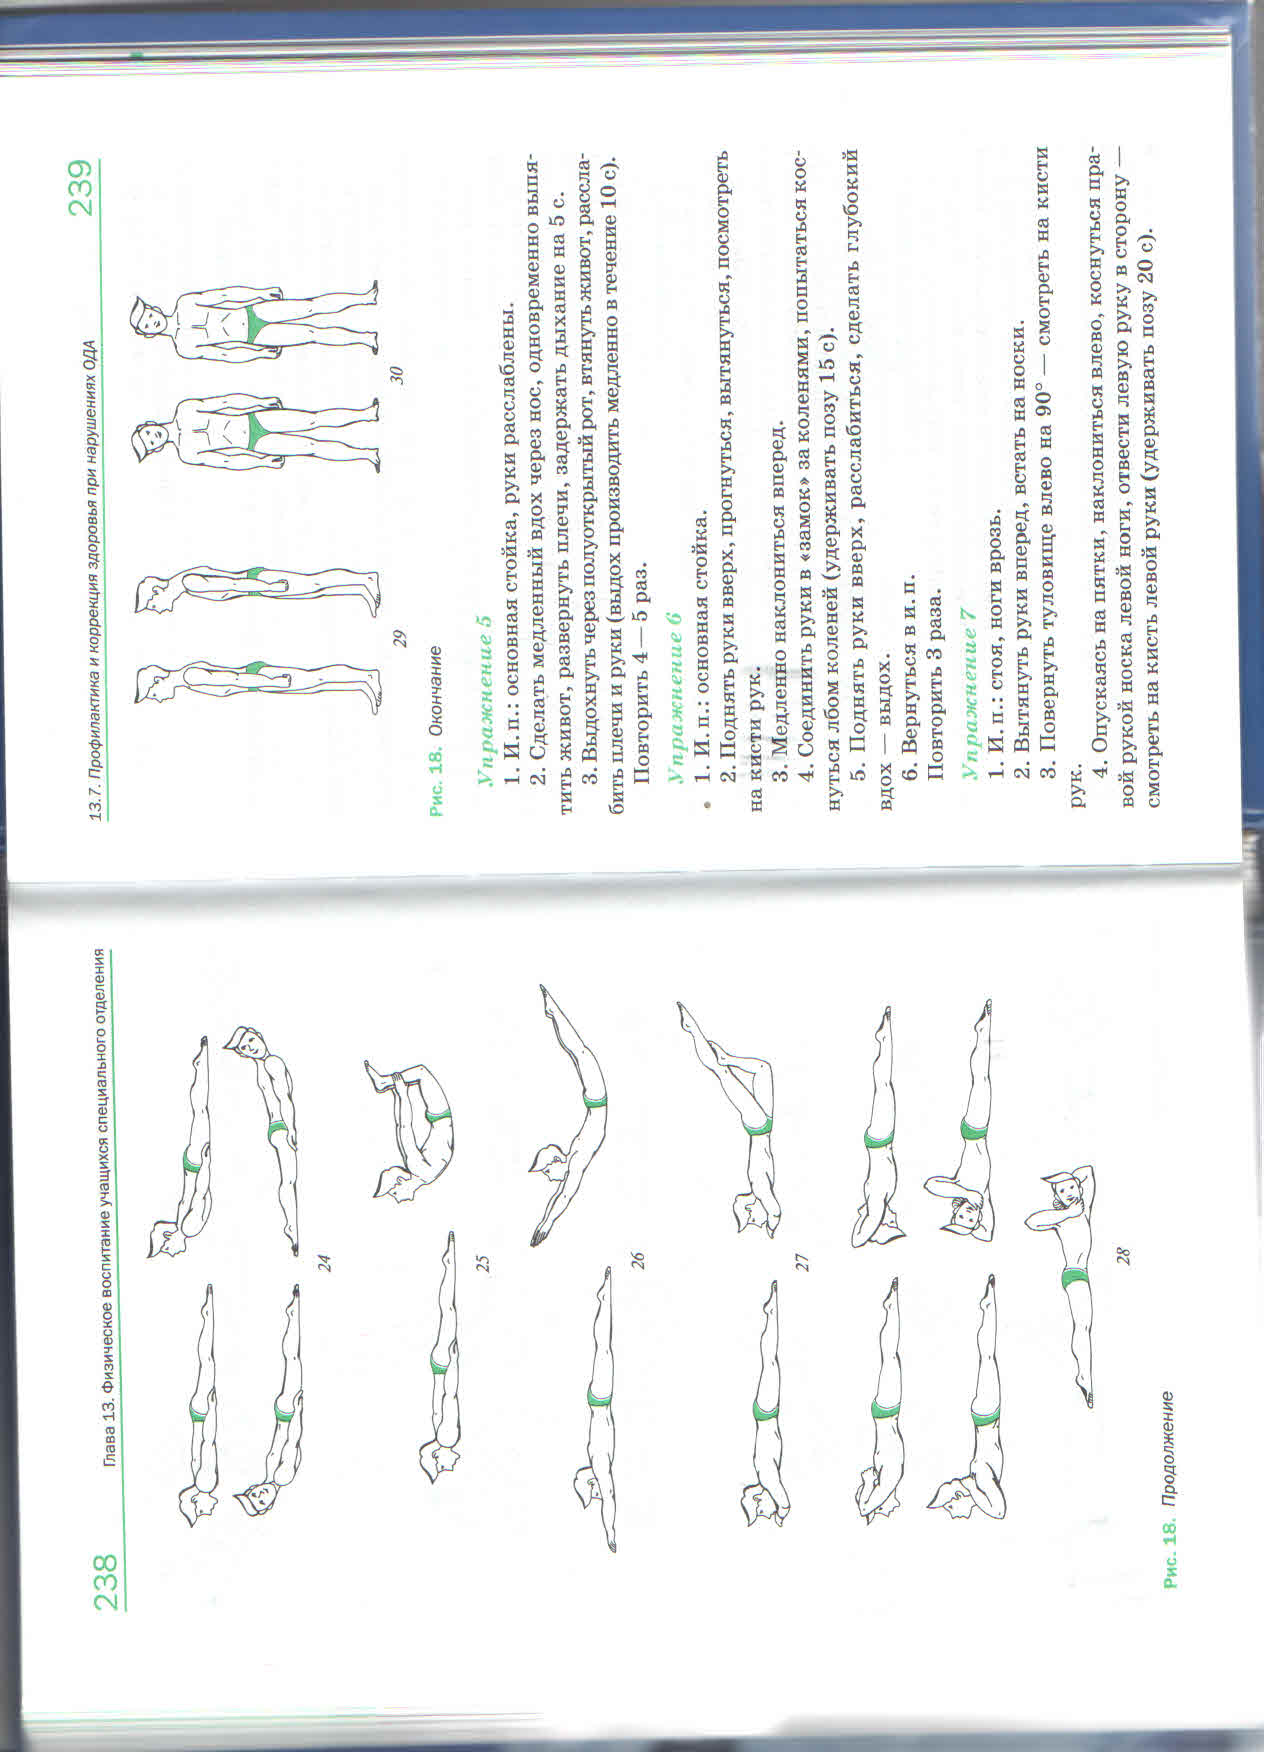 238
Глава 13. Физическое воспитание учащихся специального отделения
24
25
26
27
28
Рис. 18. Продолжение
13.7. Профилактика и коррекция здоровья при нарушениях ОДА
239
29
30
Рис. 18. Окончание
Упражнение 5
1. И. п.: основная стойка, руки расслаблены.
2. Сделать медленный вдох через нос, одновременно выпя-
тить живот, развернуть плечи, задержать дыхание на 5 с.
3. Выдохнуть через полуоткрытый рот, втянуть живот, рассла-
бить плечи и руки (выдох производить медленно в течение 10 с).
Повторить 4 — 5 раз.
Упражнение 6
1. И. п.: основная стойка.
2. Поднять руки вверх, прогнуться, вытянуться, посмотреть
на кисти рук.
3. Медленно наклониться вперед.
4. Соединить руки в «замок» за коленями, попытаться кос-
нуться лбом коленей (удерживать позу 15 с).
5. Поднять руки вверх, расслабиться, сделать глубокий
вдох — выдох.
6. Вернуться в и. п.
Повторить 3 раза.
Упражнение 7
1. И. п.: стоя, ноги врозь.
2. Вытянуть руки вперед, встать на носки.
3. Повернуть туловище влево на 90° — смотреть на кисти
рук.
4. Опускаясь на пятки, наклониться влево, коснуться пра-
вой рукой носка левой ноги, отвести левую руку в сторону —
смотреть на кисть левой руки (удерживать позу 20 с).